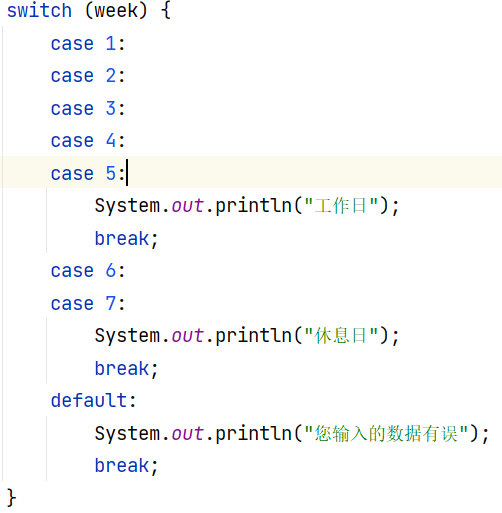 switch (week) {
    case 1:
    case 2:
    case 3:
    case 4:
    case 5:
        System.out.println("工作日");
        break;
    case 6:
    case 7:
        System.out.println("休息日");
        break;
    default:
        System.out.println("您输入的数据有误");
        break;
}